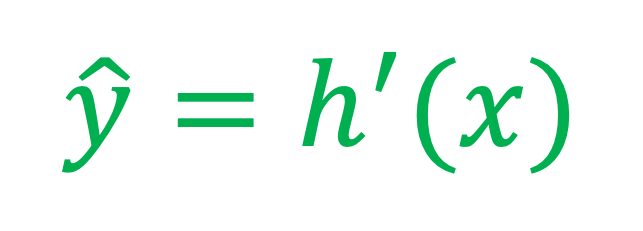 ŷ = h′(x)